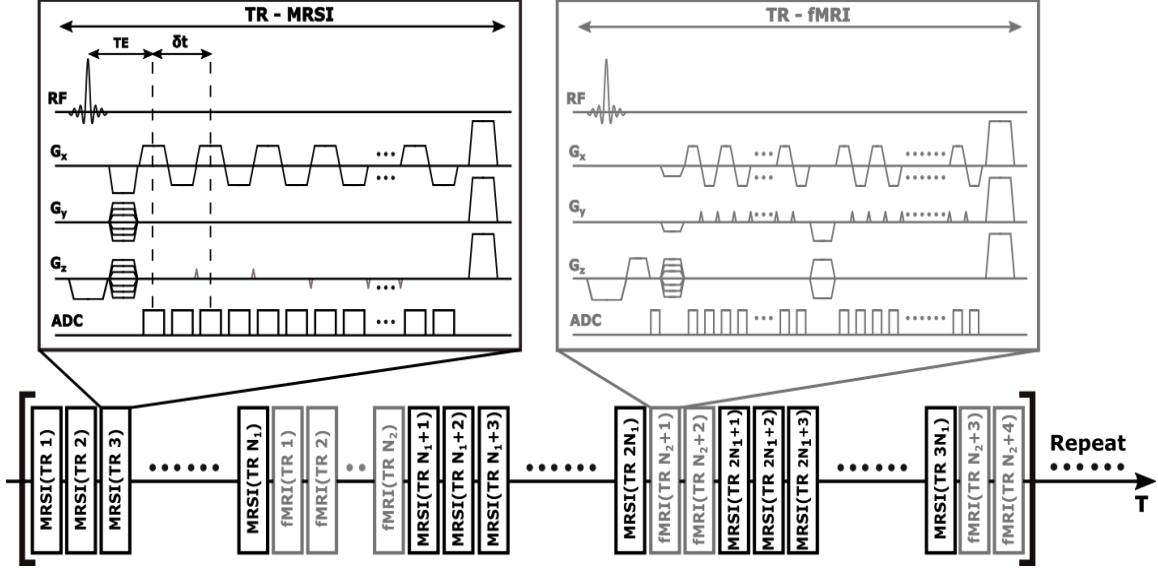 TR - MRSI
TE
δt
RF
Gx
Gy
Gz
ADC
TR - fMRI
RF
Gx
Gy
Gz
ADC
MRSI(TR 1)
MRSI(TR 2)
MRSI(TR 3)
MRSI(TR N₁)
fMRI(TR 1)
fMRI(TR 2)
fMRI(TR N₂)
MRSI(TR N₁+1)
MRSI(TR N₁+2)
MRSI(TR N₁+3)
MRSI(TR 2N₁)
fMRI(TR N₂+1)
fMRI(TR N₂+2)
MRSI(TR 2N₁+1)
MRSI(TR 2N₁+2)
MRSI(TR 2N₁+3)
MRSI(TR 3N₁)
fMRI(TR N₂+3)
fMRI(TR N₂+4)
Repeat
T